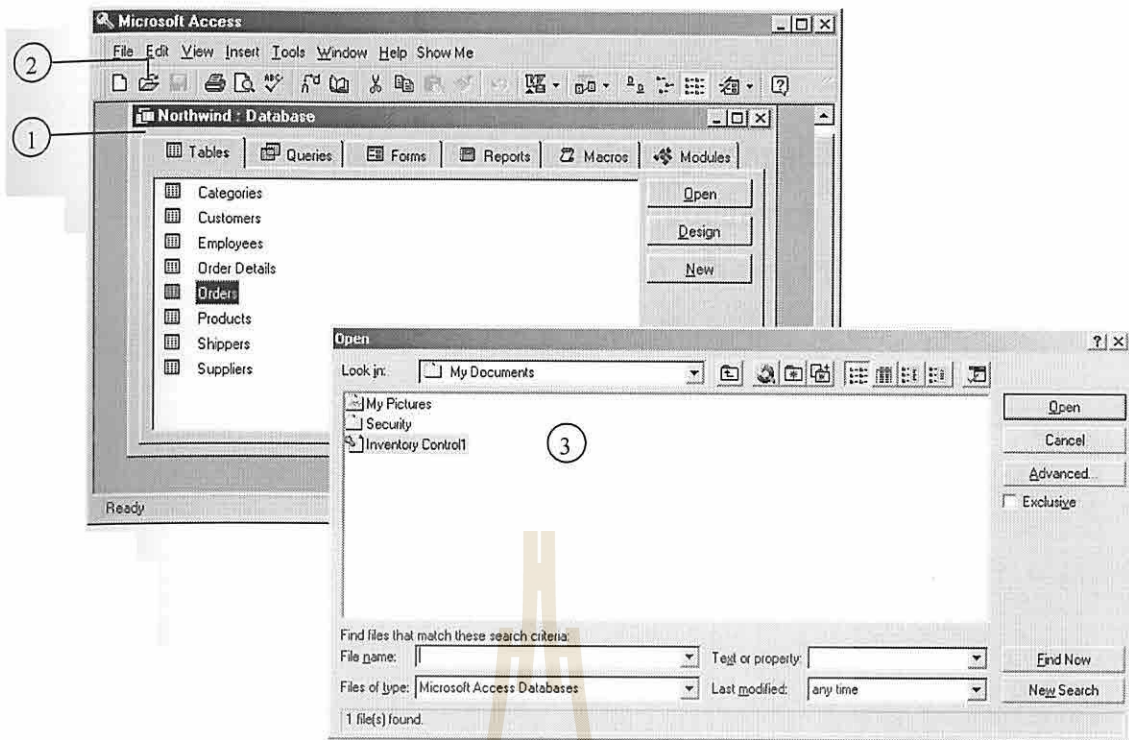 Microsoft Access
File Edit View Insert Tools Window Help Show Me
2
1
Northwind : Database
Tables Queries Forms Reports Macros Modules
Categories
Customers
Employees
Order Details
Orders
Products
Shippers
Suppliers
Open
Design
New
Ready
Open
Look in: My Documents
My Pictures
Security
Inventory Control1
3
Open
Cancel
Advanced...
Exclusive
Find files that match these search criteria:
File name: Text or property: Find Now
Files of type: Microsoft Access Databases Last modified: any time New Search
1 file(s) found.